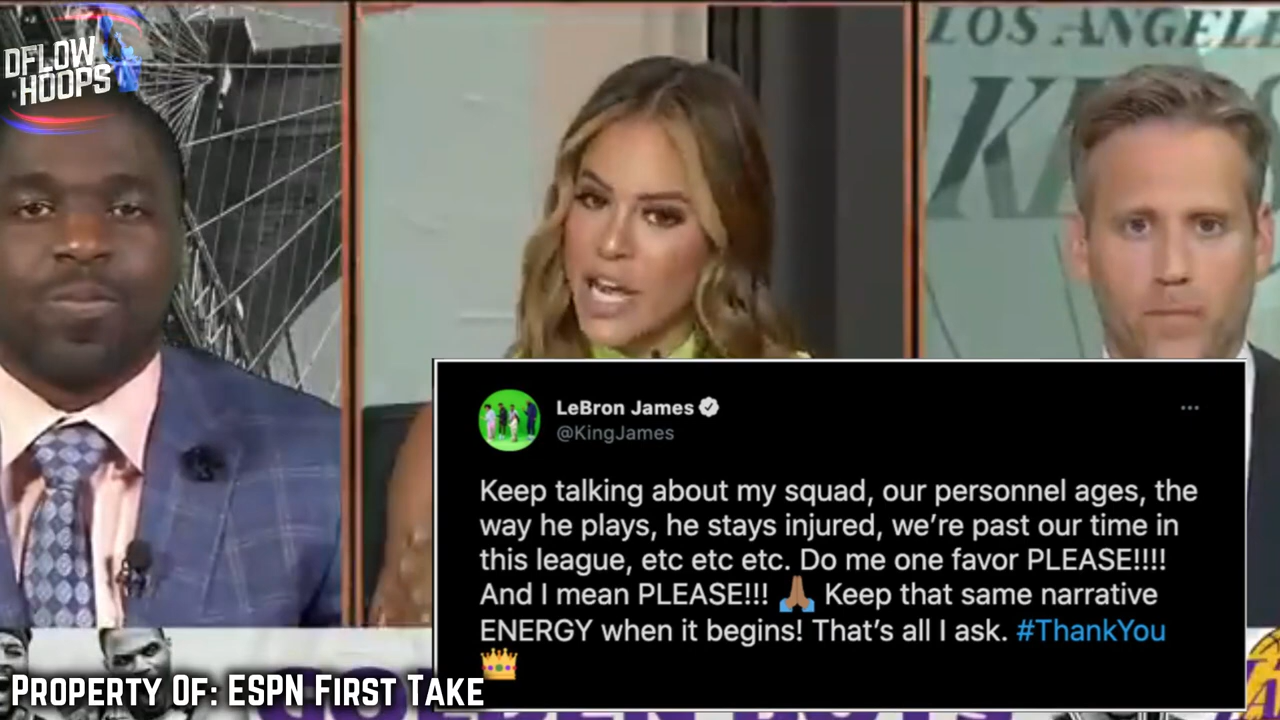 DFLOW
HOOPS
LOS ANGELE
LeBron James
@KingJames
Keep talking about my squad, our personnel ages, the
way he plays, he stays injured, we’re past our time in
this league, etc etc etc. Do me one favor PLEASE!!!!
And I mean PLEASE!!! 🙏🏾 Keep that same narrative
ENERGY when it begins! That’s all I ask. #ThankYou
👑
PROPERTY OF: ESPN FIRST TAKE